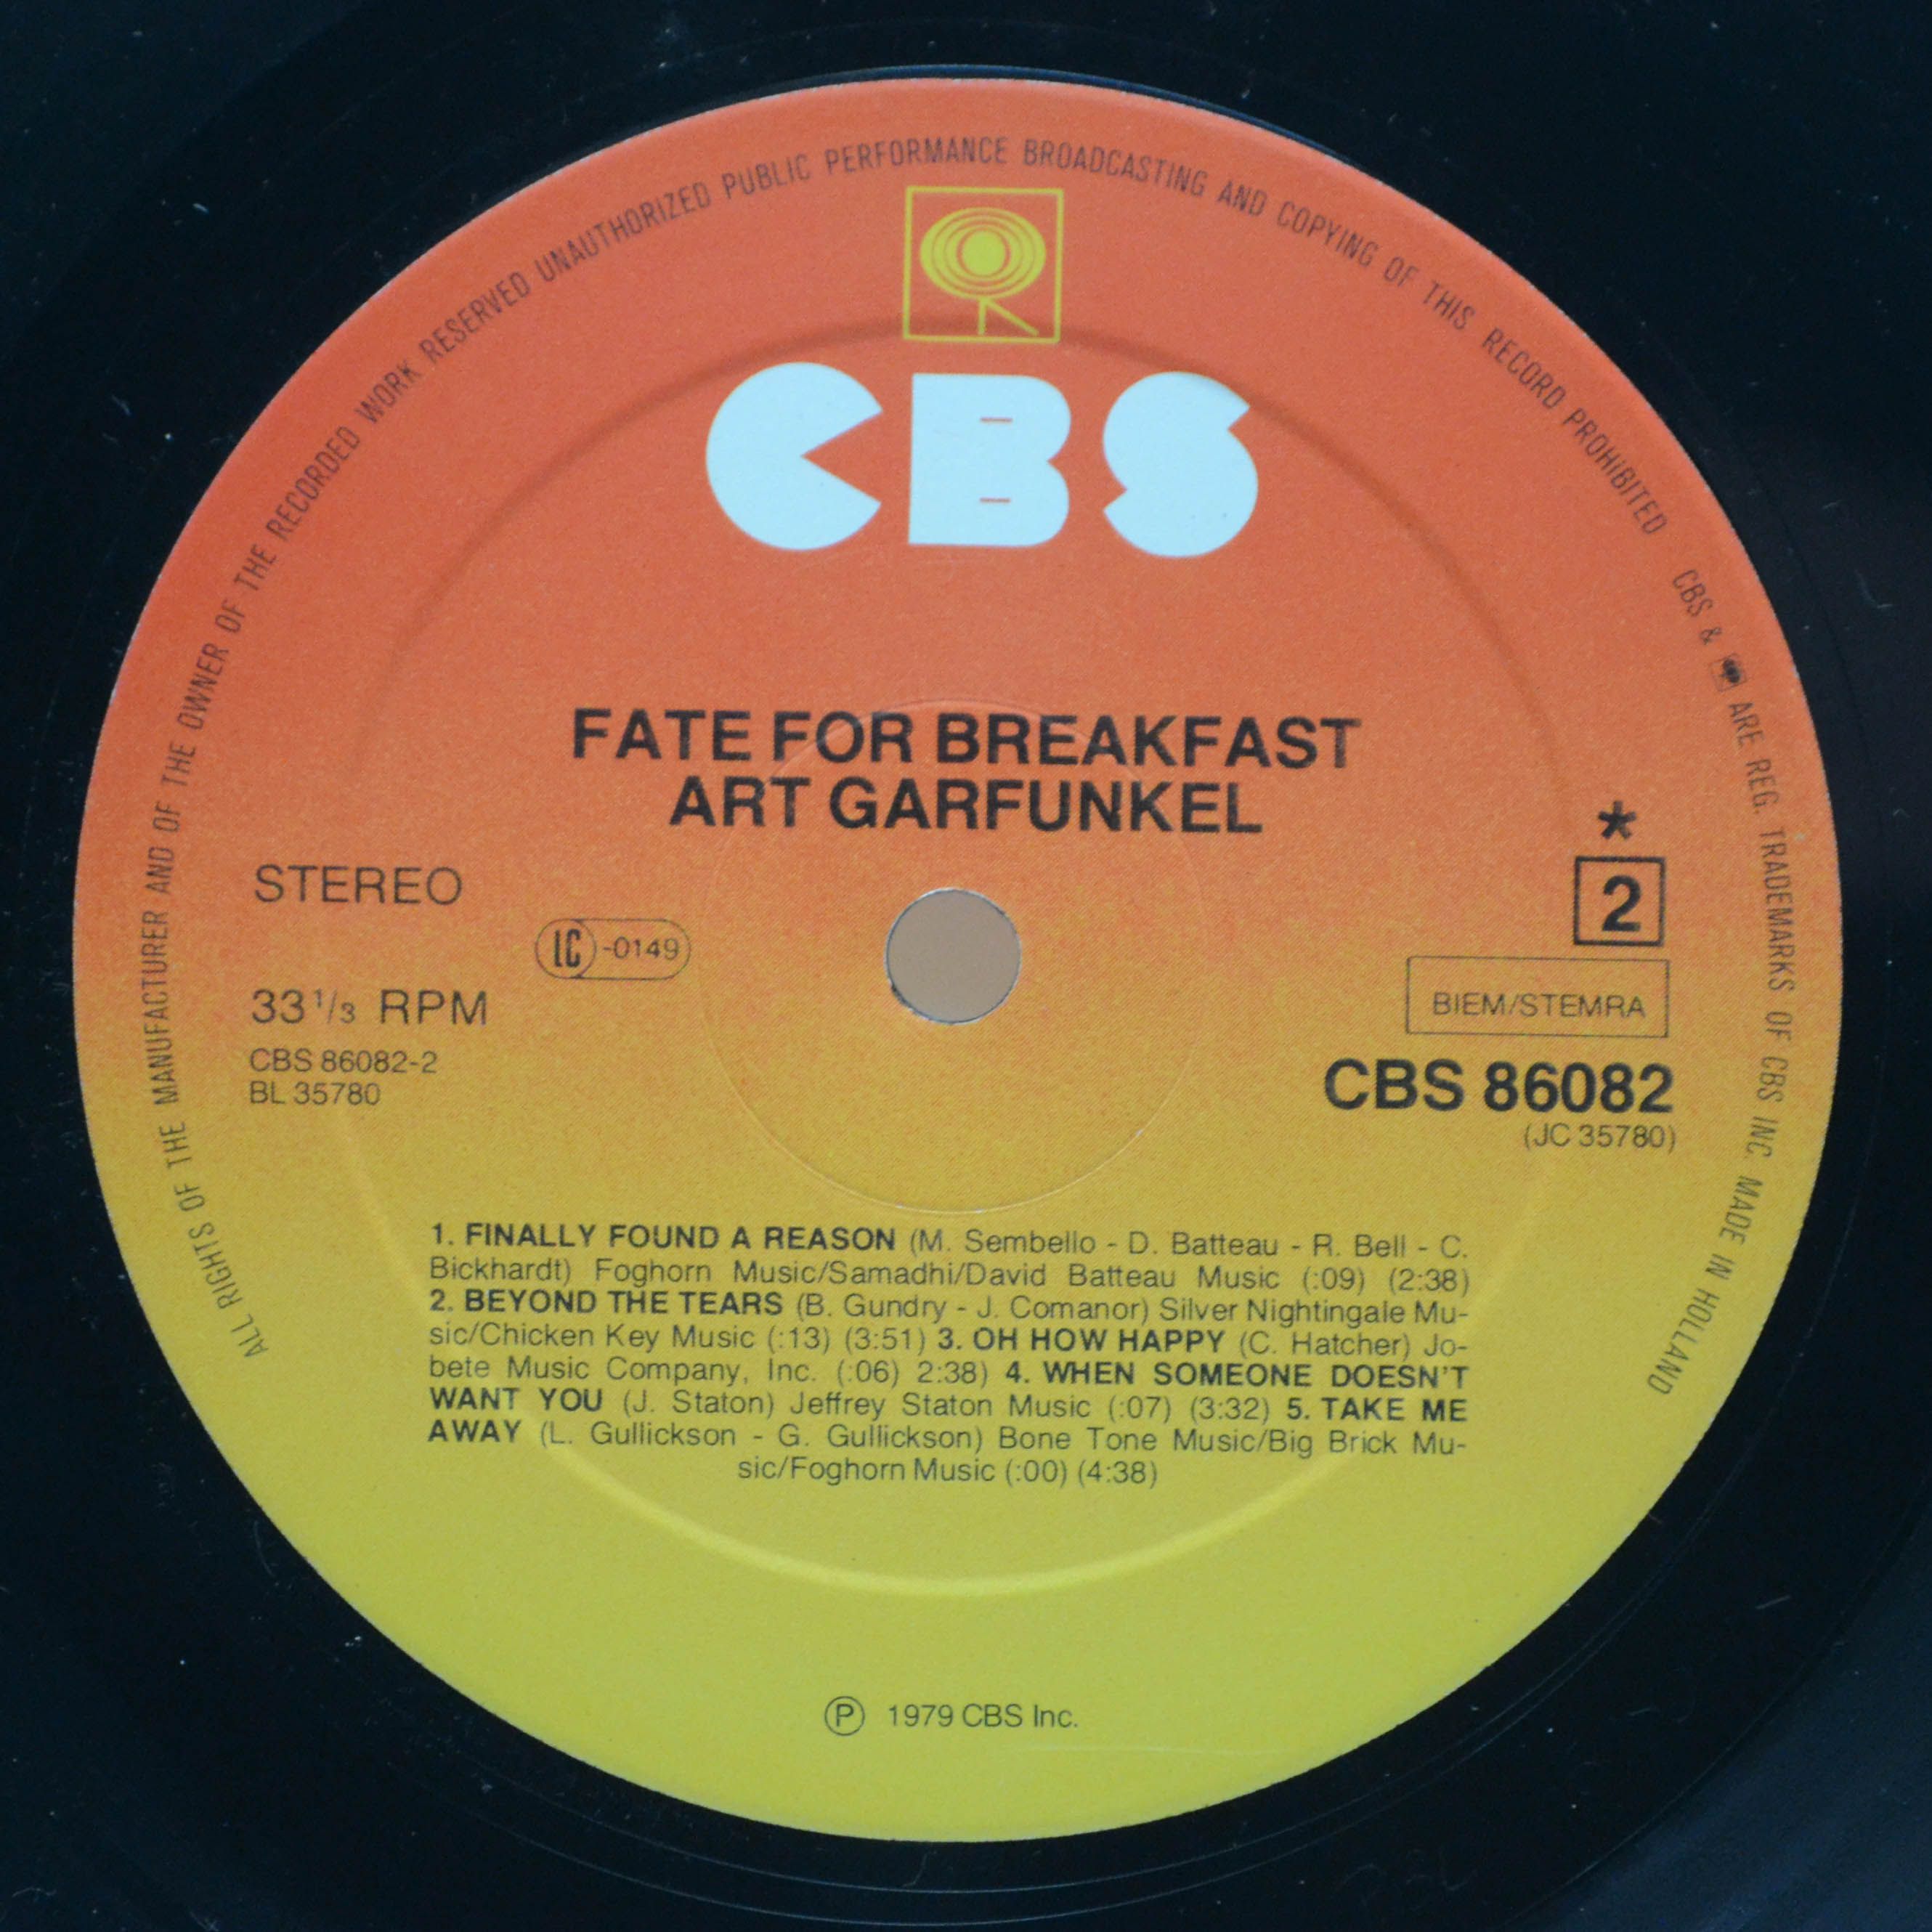 ALL RIGHTS OF THE MANUFACTURER AND OF THE OWNER OF THE RECORDED WORK RESERVED UNAUTHORIZED PUBLIC PERFORMANCE BROADCASTING AND COPYING OF THIS RECORD PROHIBITED CBS & ARE REG. TRADEMARKS OF CBS INC. MADE IN HOLLAND
CBS
FATE FOR BREAKFAST
ART GARFUNKEL
STEREO
LC -0149
33 1/3 RPM
CBS 86082-2
BL 35780
*
2
BIEM/STEMRA
CBS 86082
(JC 35780)
1. FINALLY FOUND A REASON (M. Sembello - D. Batteau - R. Bell - C.
Bickhardt) Foghorn Music/Samadhi/David Batteau Music (:09) (2:38)
2. BEYOND THE TEARS (B. Gundry - J. Comanor) Silver Nightingale Mu-
sic/Chicken Key Music (:13) (3:51) 3. OH HOW HAPPY (C. Hatcher) Jo-
bete Music Company, Inc. (:06) 2:38) 4. WHEN SOMEONE DOESN'T
WANT YOU (J. Staton) Jeffrey Staton Music (:07) (3:32) 5. TAKE ME
AWAY (L. Gullickson - G. Gullickson) Bone Tone Music/Big Brick Mu-
sic/Foghorn Music (:00) (4:38)
Ⓟ 1979 CBS Inc.